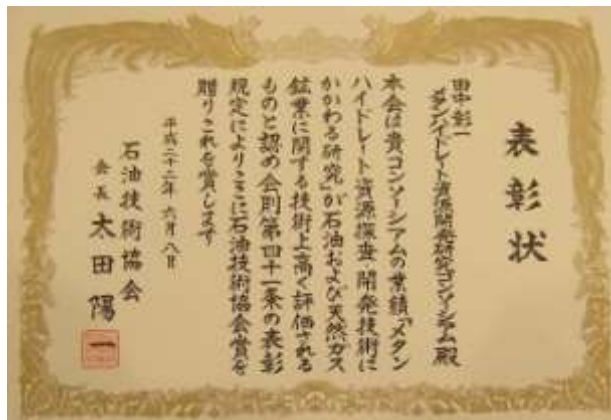 表彰状
田中彰一
メタンハイドレート資源開発研究コンソーシアム殿
本会は貴コンソーシアムの業績「メタン
ハイドレート資源探査・開発技術に
かかわる研究」が石油および天然ガス
鉱業に関する技術上高く評価される
ものと認め会則第四十一条の表彰
規定によりここに石油技術協会賞を
贈りこれを賞します
平成二十二年六月八日
石油技術協会
会長 太田陽一